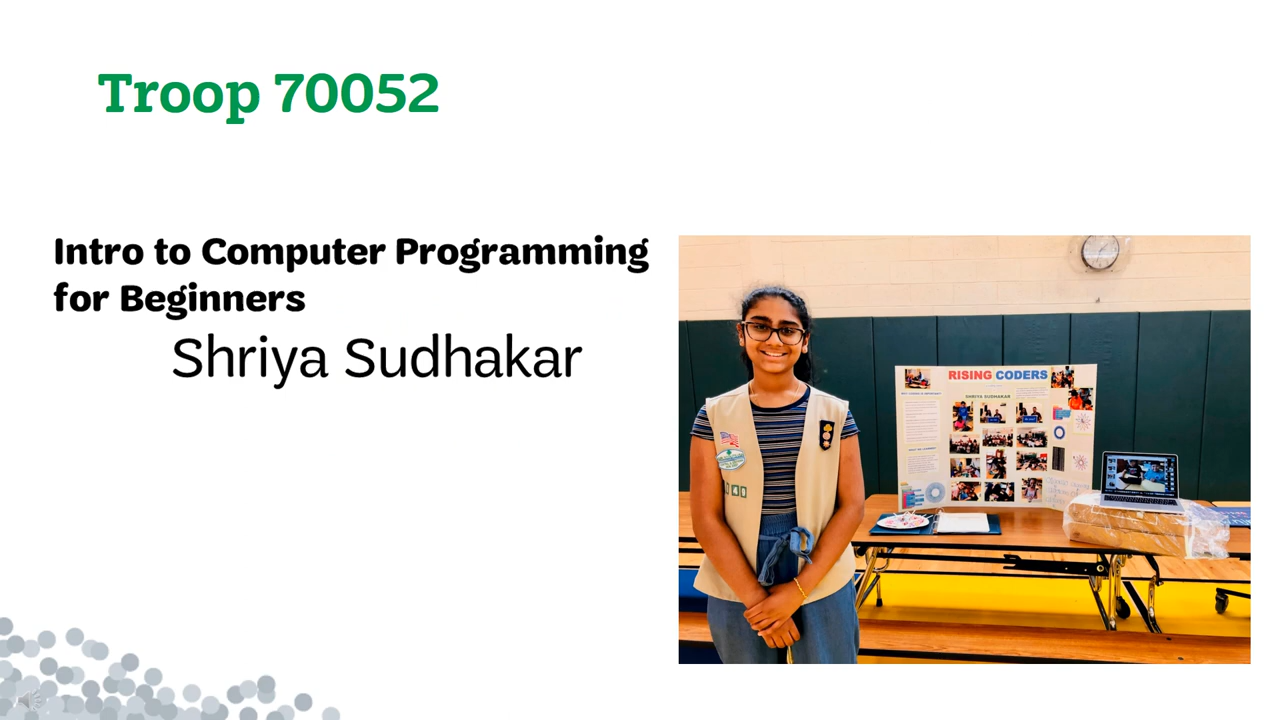 Troop 70052
Intro to Computer Programming
for Beginners
Shriya Sudhakar
RISING CODERS
SHRIYA SUDHAKAR